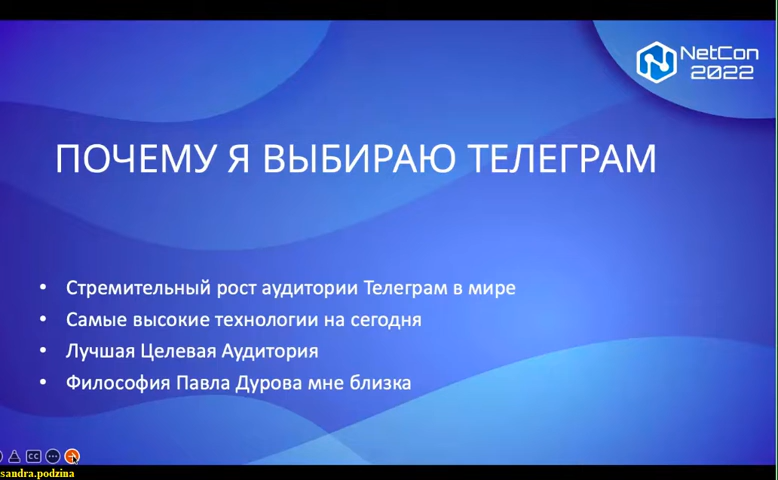 NetCon
2022
ПОЧЕМУ Я ВЫБИРАЮ ТЕЛЕГРАМ
• Стремительный рост аудитории Телеграм в мире
• Самые высокие технологии на сегодня
• Лучшая Целевая Аудитория
• Философия Павла Дурова мне близка
CC
sandra.podzina